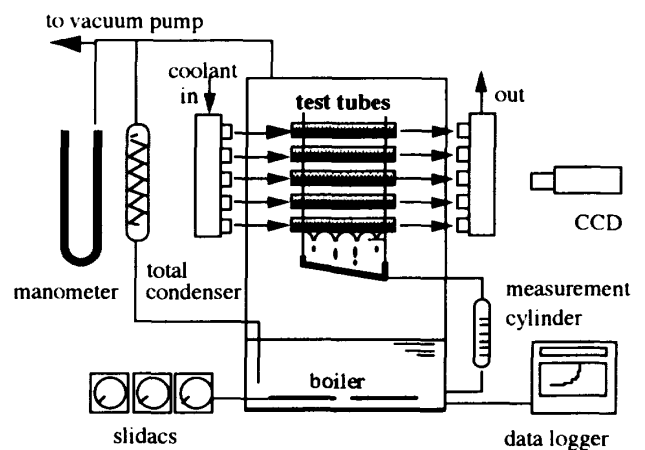 to vacuum pump
coolant
in
test tubes
out
CCD
manometer
total
condenser
measurement
cylinder
boiler
slidacs
data logger